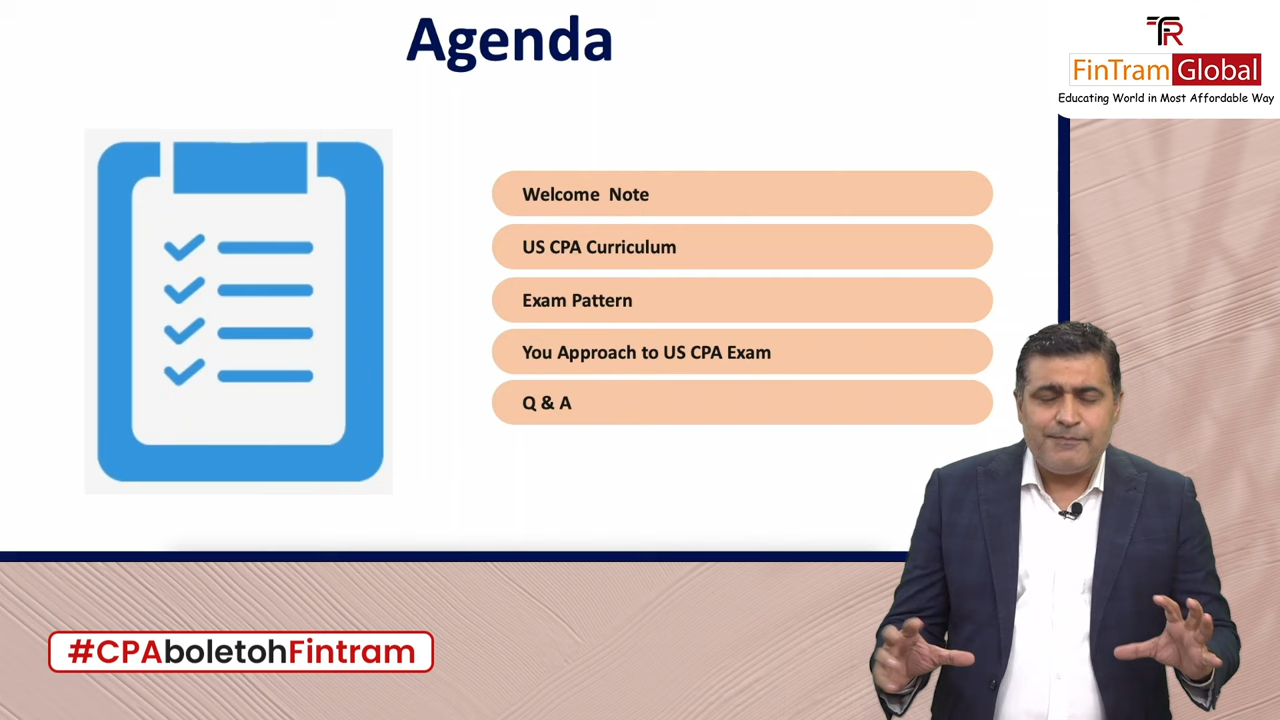 Agenda
TR
FinTram Global
Educating World in Most Affordable Way
Welcome  Note
US CPA Curriculum
Exam Pattern
You Approach to US CPA Exam
Q & A
#CPAboletohFintram